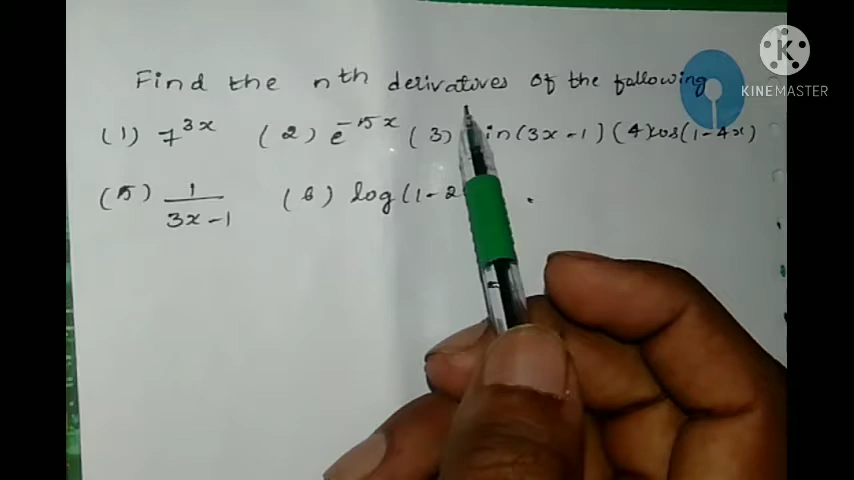 K
KINEMASTER
Find the nth derivatives of the following
(1) 7^3x (2) e^-15x (3) in(3x-1) (4) cos(1-4x)
(5) 1/(3x-1) (6) log(1-2